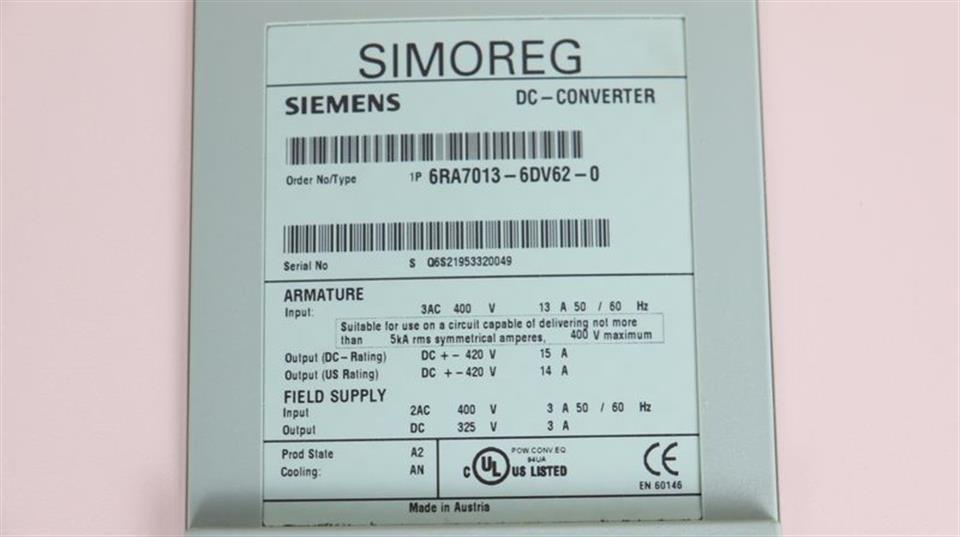 SIMOREG
SIEMENS DC-CONVERTER
Order No/Type 1P 6RA7013-6DV62-0
Serial No S Q6S21953320049
ARMATURE
Input: 3AC 400 V 13 A 50 / 60 Hz
Suitable for use on a circuit capable of delivering not more
than 5kA rms symmetrical amperes, 400 V maximum
Output (DC-Rating) DC +- 420 V 15 A
Output (US Rating) DC +-420 V 14 A
FIELD SUPPLY
Input 2AC 400 V 3 A 50 / 60 Hz
Output DC 325 V 3 A
Prod State A2
Cooling: AN
POW.CONV.EQ
94UA
C UL US LISTED
CE
EN 60146
Made in Austria